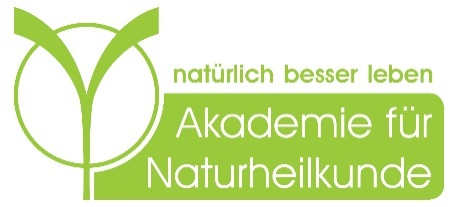 natürlich besser leben
Akademie für
Naturheilkunde